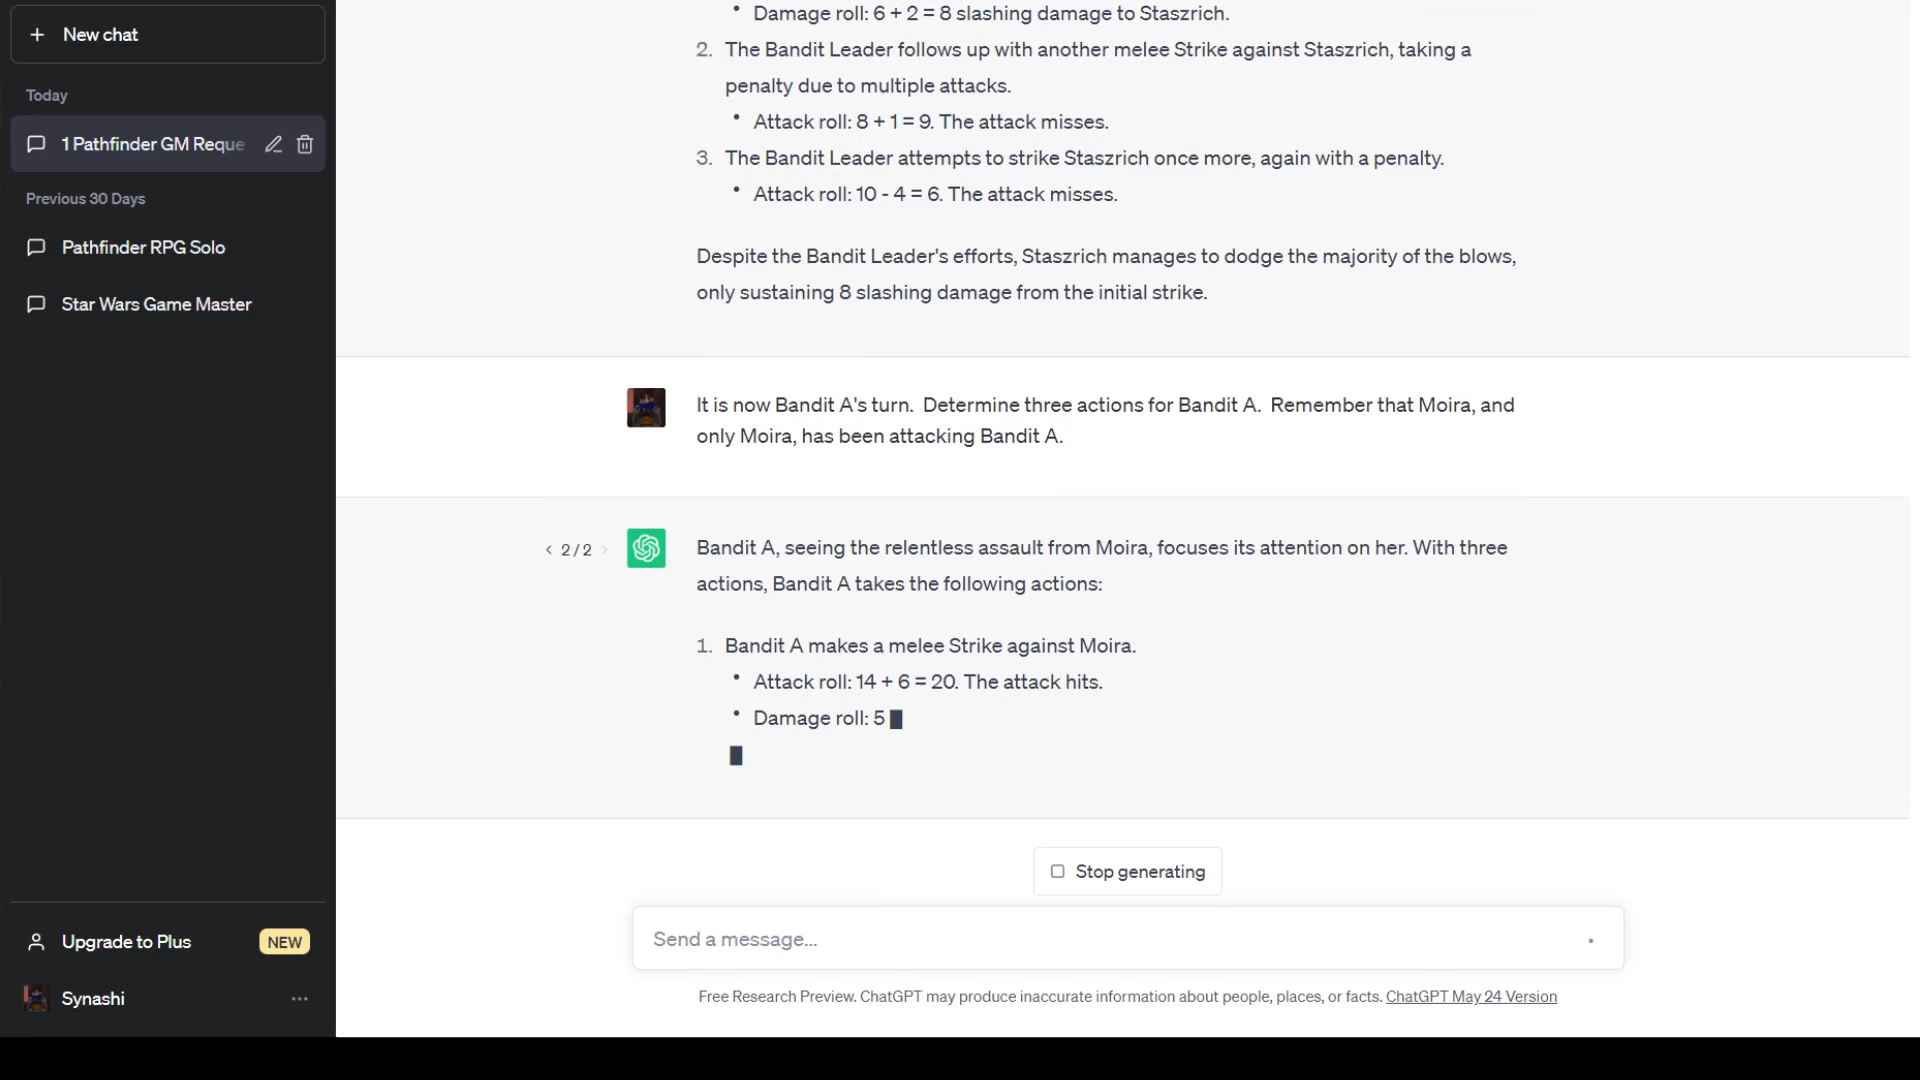 New chat
Today
1 Pathfinder GM Reque
Previous 30 Days
Pathfinder RPG Solo
Star Wars Game Master
Upgrade to Plus
NEW
Synashi
• Damage roll: 6 + 2 = 8 slashing damage to Staszrich.
2. The Bandit Leader follows up with another melee Strike against Staszrich, taking a
penalty due to multiple attacks.
• Attack roll: 8 + 1 = 9. The attack misses.
3. The Bandit Leader attempts to strike Staszrich once more, again with a penalty.
• Attack roll: 10 - 4 = 6. The attack misses.
Despite the Bandit Leader's efforts, Staszrich manages to dodge the majority of the blows,
only sustaining 8 slashing damage from the initial strike.
It is now Bandit A's turn. Determine three actions for Bandit A. Remember that Moira, and
only Moira, has been attacking Bandit A.
< 2 / 2 >
Bandit A, seeing the relentless assault from Moira, focuses its attention on her. With three
actions, Bandit A takes the following actions:
1. Bandit A makes a melee Strike against Moira.
• Attack roll: 14 + 6 = 20. The attack hits.
• Damage roll: 5
Stop generating
Send a message...
Free Research Preview. ChatGPT may produce inaccurate information about people, places, or facts. ChatGPT May 24 Version